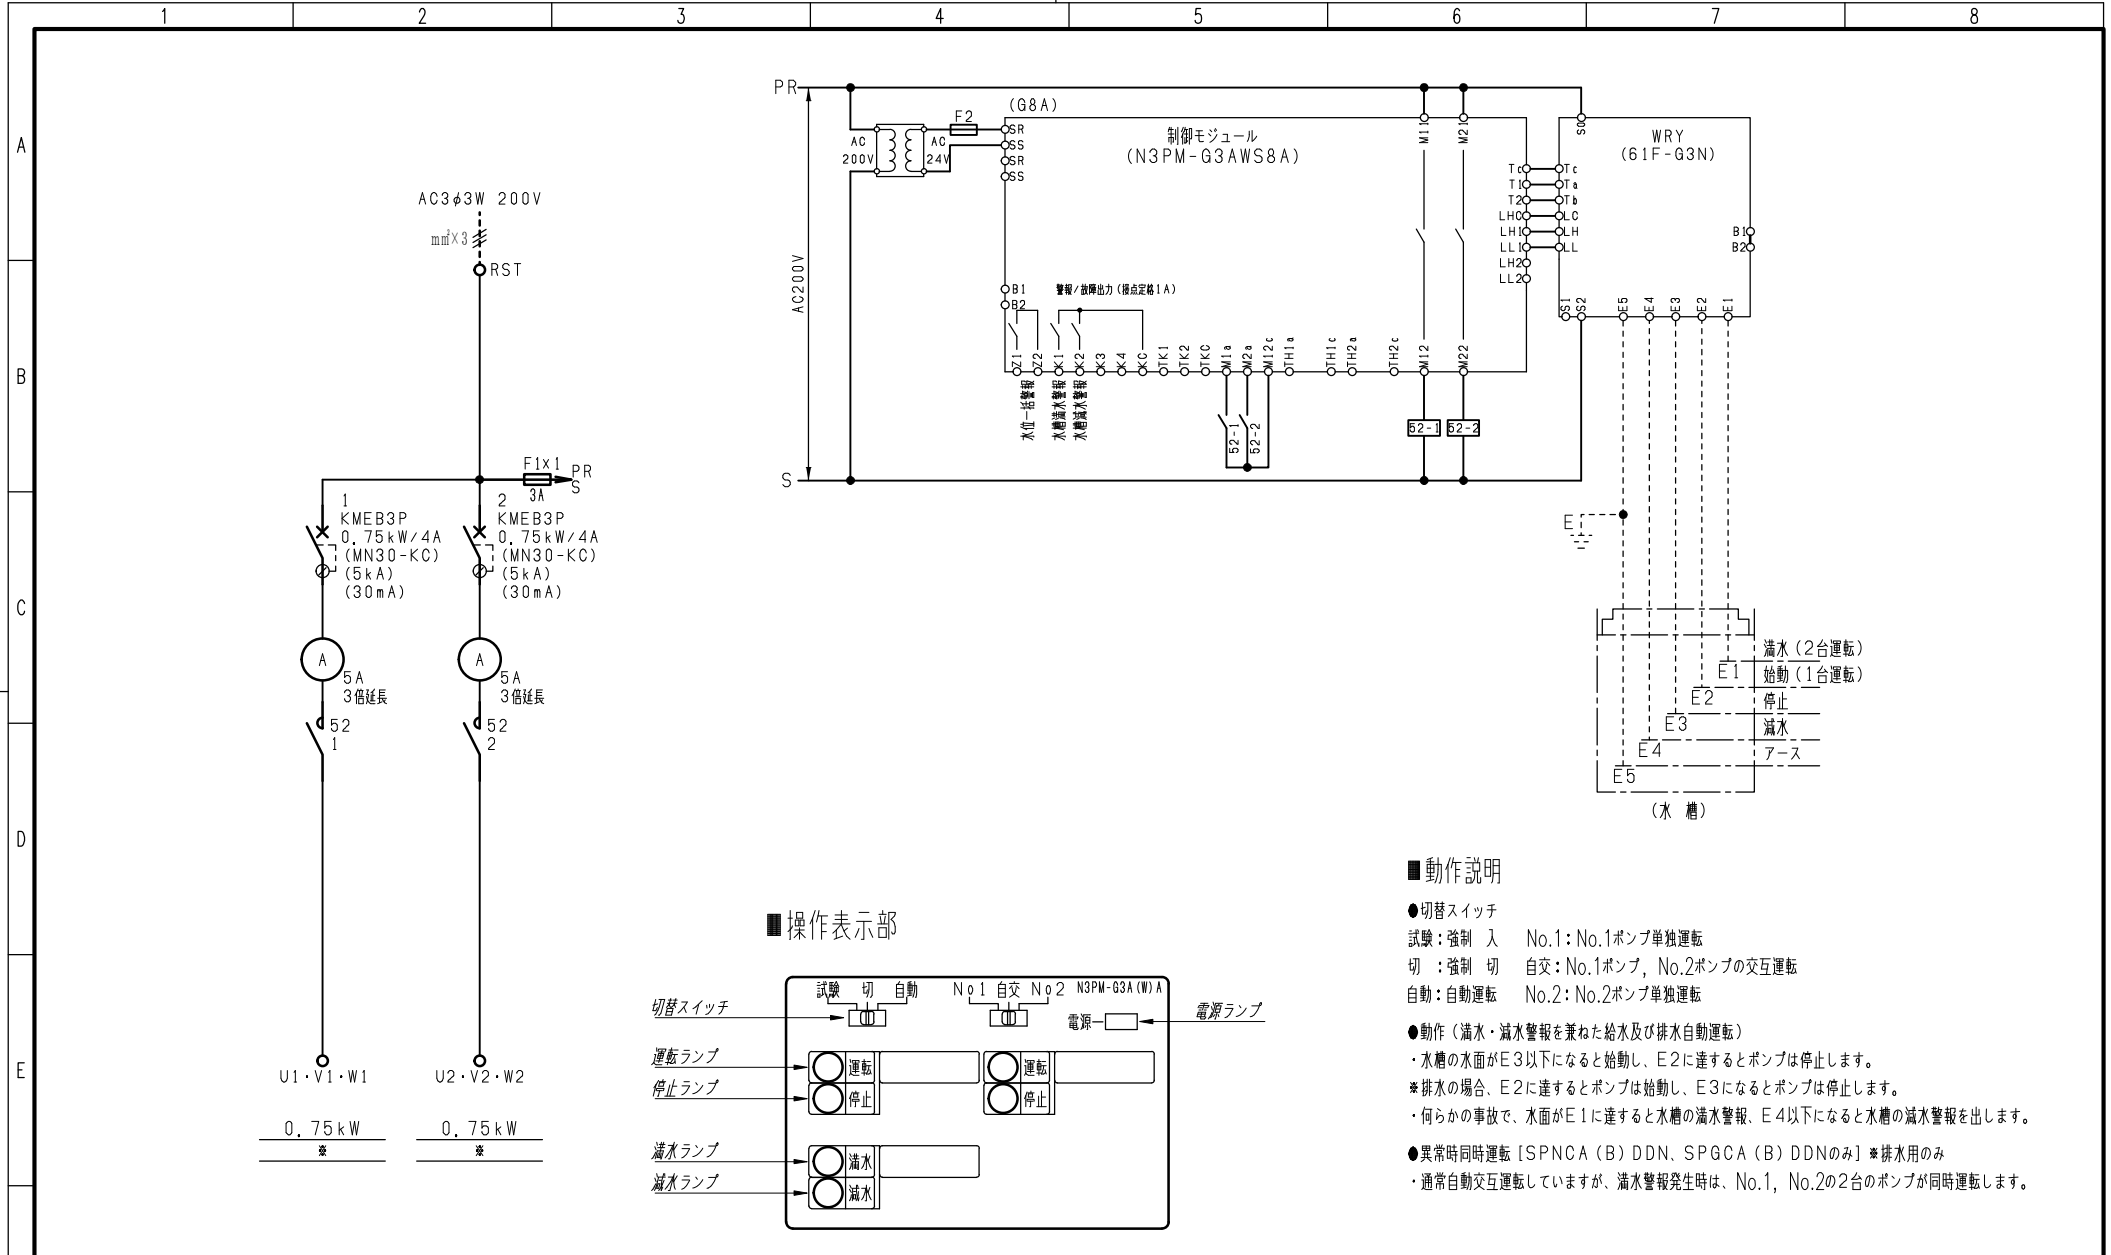 1 2 3 4 5 6 7 8
A
B
C
D
E
AC3φ3W 200V
mm²×3
RST
F1x1
3A
PR
S
1
KMEB3P
0.75kW/4A
(MN30-KC)
(5kA)
(30mA)
2
KMEB3P
0.75kW/4A
(MN30-KC)
(5kA)
(30mA)
A
5A
3倍延長
A
5A
3倍延長
52
1
52
2
U1・V1・W1
U2・V2・W2
0.75kW
※
0.75kW
※
PR
AC200V
S
AC
200V
AC
24V
F2
(G8A)
SR
SS
SR
SS
制御モジュール
(N3PM-G3AWS8A)
M11
M21
Tc
T1
T2
LHC
LH1
LL1
LH2
LL2
B1
B2
警報/故障出力(接点定格1A)
Z1
Z2
K1
K2
K3
K4
KC
TK1
TK2
TKC
M1a
M2a
M12c
TH1a
TH1c
TH2a
TH2c
M12
M22
水位一括警報
水槽満水警報
水槽減水警報
52-1
52-2
52-1
52-2
S0
WRY
(61F-G3N)
Tc
Ta
Tb
LC
LH
LL
B1
B2
S1
S2
E5
E4
E3
E2
E1
E
満水(2台運転)
E1
始動(1台運転)
E2
停止
E3
減水
E4
アース
E5
(水 槽)
■操作表示部
試験 切 自動
No1 自交 No2
N3PM-G3A(W)A
電源
切替スイッチ
電源ランプ
運転ランプ
運転
運転
停止ランプ
停止
停止
満水ランプ
満水
減水ランプ
減水
■動作説明
●切替スイッチ
試験:強制 入 No.1:No.1ポンプ単独運転
切 :強制 切 自交:No.1ポンプ, No.2ポンプの交互運転
自動:自動運転 No.2:No.2ポンプ単独運転
●動作(満水・減水警報を兼ねた給水及び排水自動運転)
・水槽の水面がE3以下になると始動し、E2に達するとポンプは停止します。
※排水の場合、E2に達するとポンプは始動し、E3になるとポンプは停止します。
・何らかの事故で、水面がE1に達すると水槽の満水警報、E4以下になると水槽の減水警報を出します。
●異常時同時運転[SPNCA(B)DDN、SPGCA(B)DDNのみ]※排水用のみ
・通常自動交互運転していますが、満水警報発生時は、No.1, No.2の2台のポンプが同時運転します。